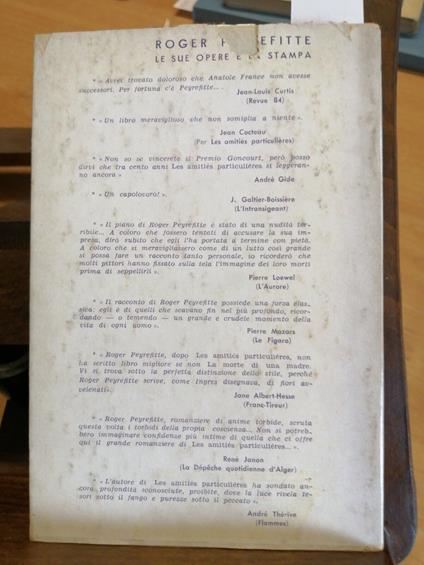 ROGER PEYREFITTE
LE SUE OPERE E LA STAMPA
* « Avrei trovato doloroso che Anatole France non avesse
successori. Per fortuna c'è Peyrefitte... ».
Jean-Louis Curtis
(Revue 84)
* « Un libro meraviglioso che non somiglia a niente ».
Jean Cocteau
(Per Les amitiés particulières)
* « Non so se vincerete il Premio Goncourt, però posso
dirvi che tra cento anni Les amitiés particulières si leggeran-
no ancora »
André Gide
* « Un capolavoro! ».
J. Galtier-Boissière
(L'Intransigeant)
* « Il piano di Roger Peyrefitte è stato di una nudità ter-
ribile... A coloro che fossero tentati di accusare la sua im-
presa, dirò subito che egli l'ha portata a termine con pietà.
A coloro che si meravigliassero come di un lutto così grande
si possa fare un racconto tanto personale, io ricorderò che
molti pittori hanno fissato sulla tela l'immagine dei loro morti
prima di seppellirli ».
Pierre Loewel
(L'Aurore)
* « Il racconto di Roger Peyrefitte possiede una forza elas-
siva: egli è di quelli che scavano fin nel più profondo, ricor-
dando — o temendo — un grande e crudele momento della
vita di ogni uomo ».
Pierre Mazars
(Le Figaro)
* « Roger Peyrefitte, dopo Les amitiés particulières, non
ha scritto libro migliore se non La morte di una madre.
Vi si trova sotto la perfetta distinzione dello stile, perché
Roger Peyrefitte scrive, come Ingres disegnava, di fiori av-
velenati ».
Jane Albert-Hesse
(Franc-Tireur)
* « Roger Peyrefitte, romanziere di anime torbide, scruta
questa volta i torbidi della propria coscienza... Non si potreb-
bero immaginare confidenze più intime di quella che ci offre
qui il grande romanziere di Les amitiés particulières... ».
René Janon
(La Dépêche quotidienne d'Alger)
* « L'autore di Les amitiés particulières ha sondato an-
cora profondità sconosciute, proibite, dove la luce rivela te-
sori sotto il fango e purezze sotto il peccato ».
André Thérive
(Flammes)